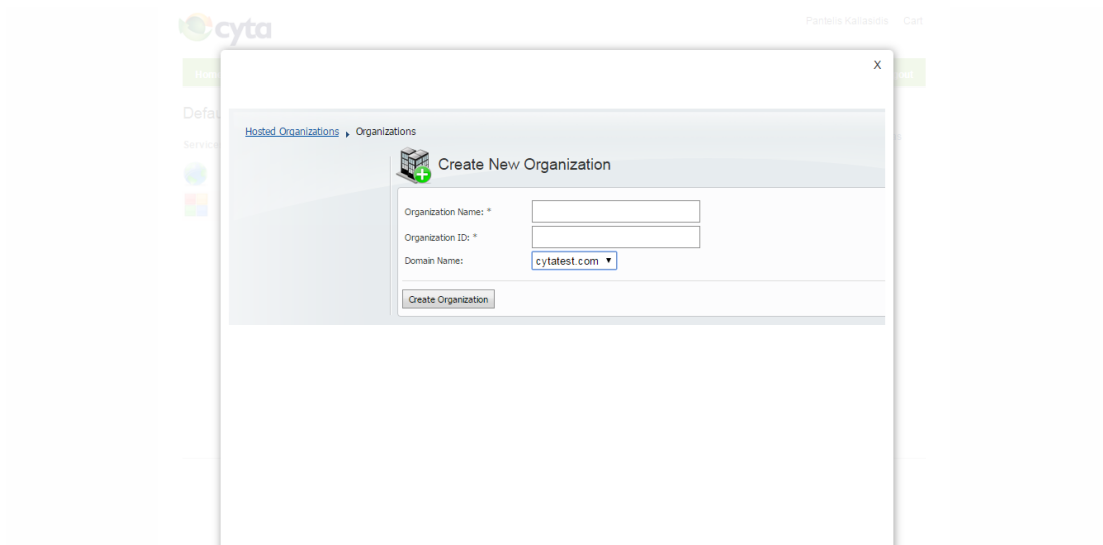 cyta
Pantelis Kallasidis Cart
X
Hosted Organizations Organizations
Create New Organization
Organization Name: *
Organization ID: *
Domain Name:
cytatest.com
Create Organization